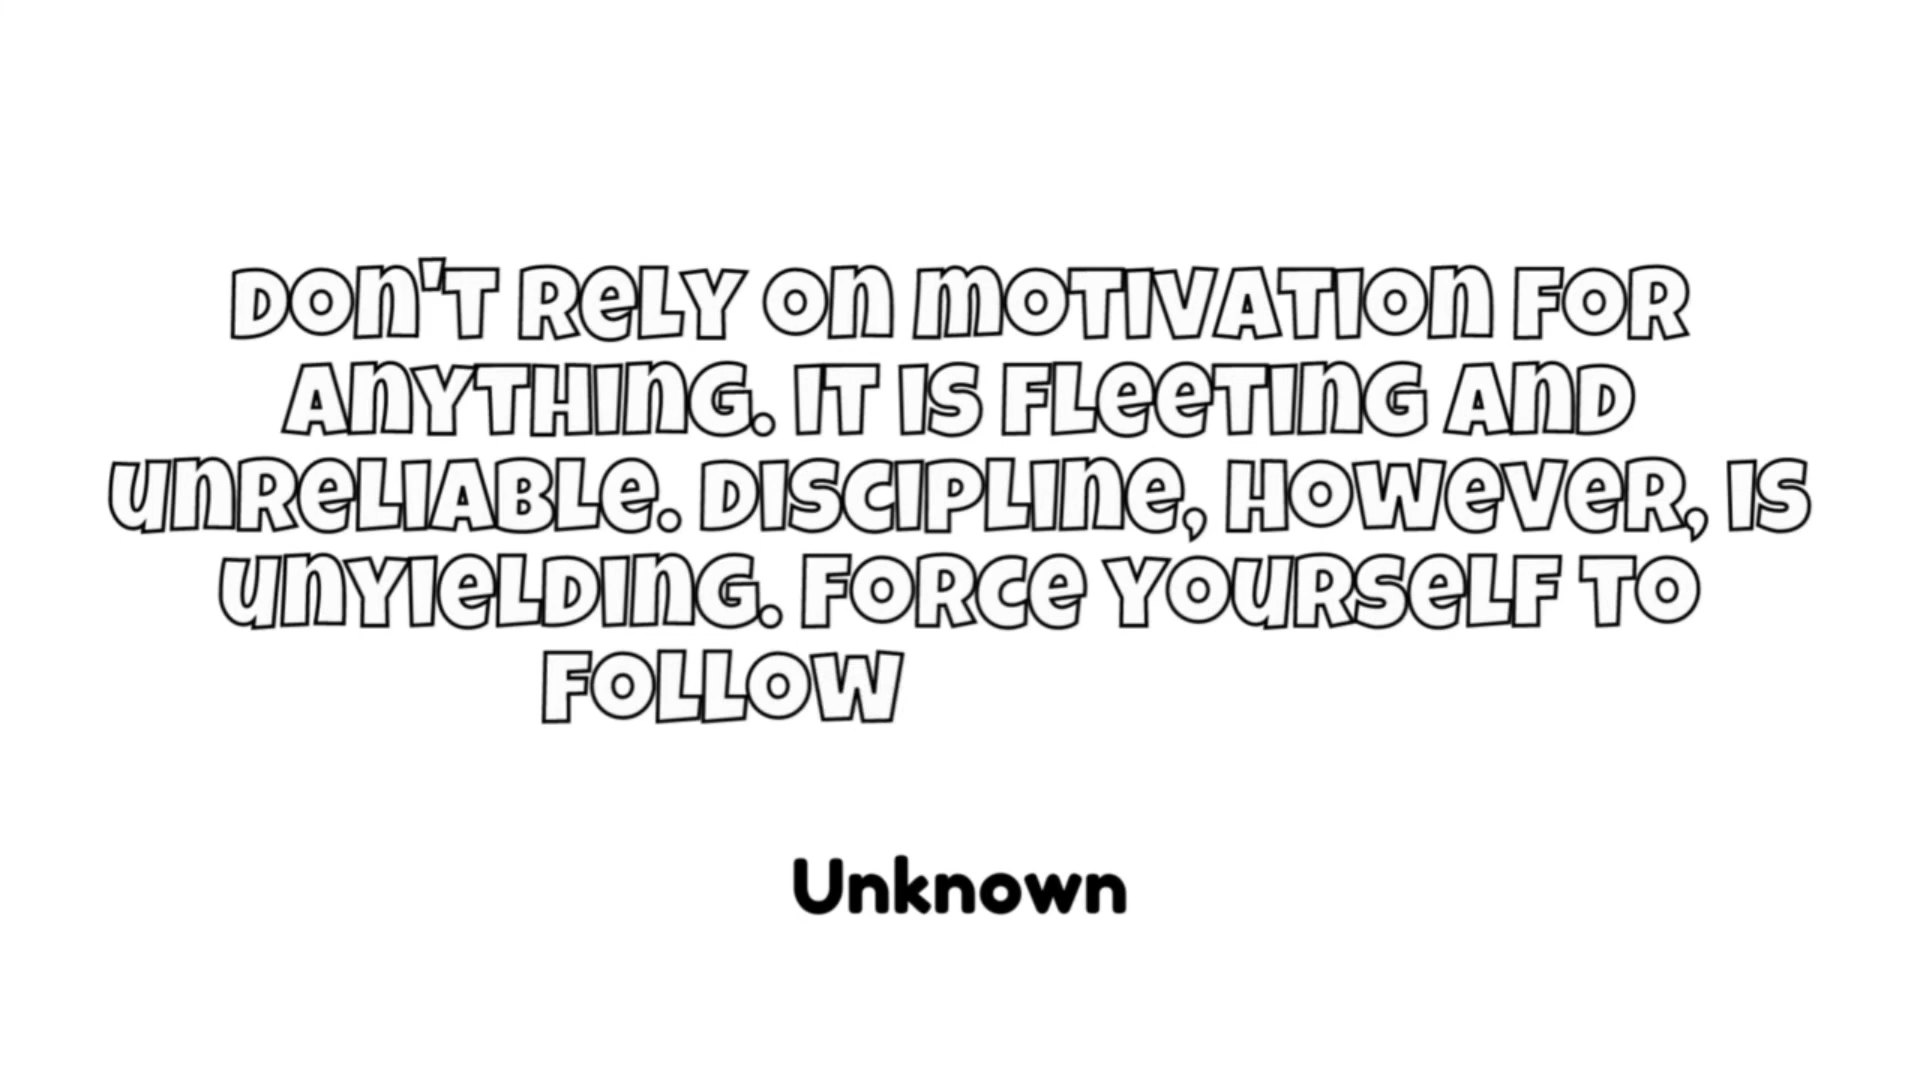 Don't rely on motivation for
anything. It is fleeting and
unreliable. Discipline, however, is
unyielding. Force yourself to
follow
Unknown